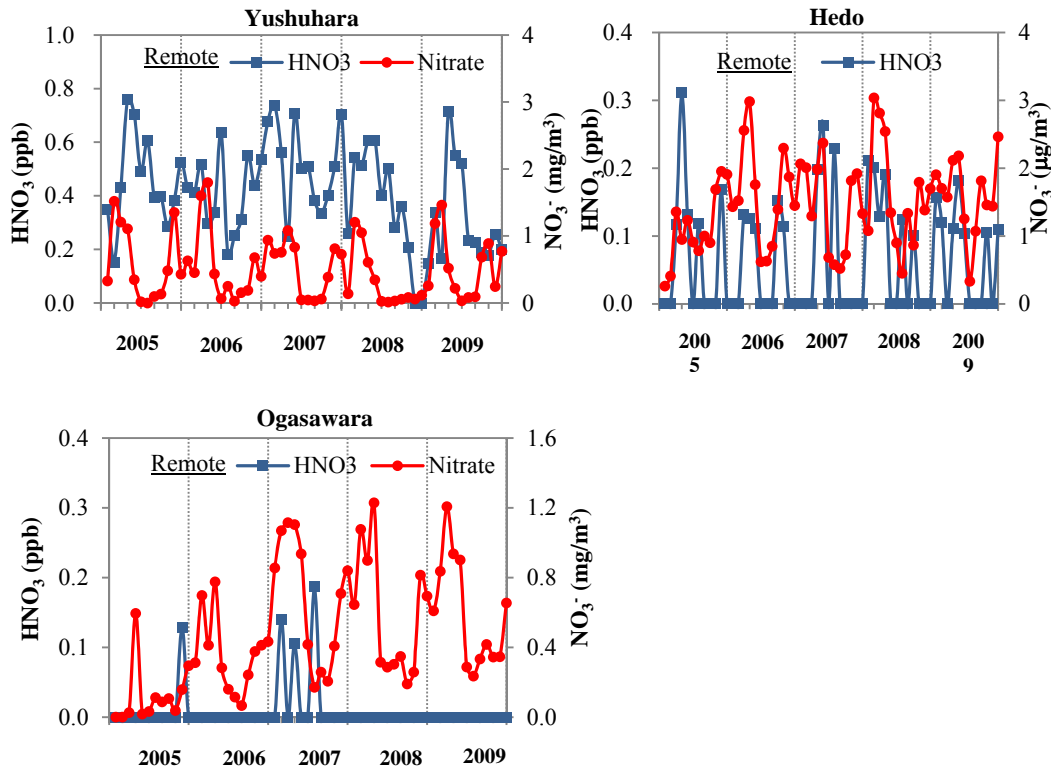 Yushuhara
Remote HNO3 Nitrate
HNO₃ (ppb)
1.0
0.8
0.6
0.4
0.2
0.0
4
3
2
1
0
NO₃⁻ (mg/m³)
2005 2006 2007 2008 2009
Hedo
Remote HNO3
HNO₃ (ppb)
0.4
0.3
0.2
0.1
0.0
4
3
2
1
0
NO₃⁻ (µg/m³)
200 2006 2007 2008 200
5 9
Ogasawara
Remote HNO3 Nitrate
HNO₃ (ppb)
0.4
0.3
0.2
0.1
0.0
1.6
1.2
0.8
0.4
0.0
NO₃⁻ (mg/m³)
2005 2006 2007 2008 2009